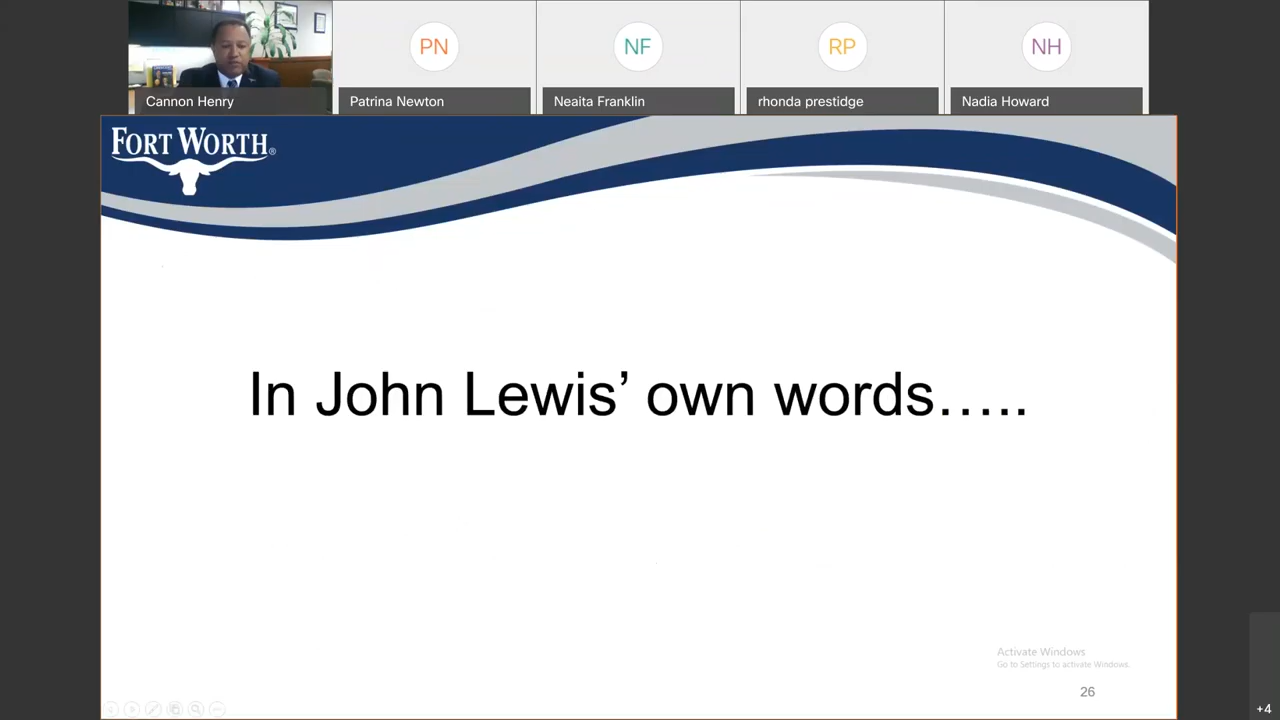 PN
NF
RP
NH
Cannon Henry
Patrina Newton
Neaita Franklin
rhonda prestidge
Nadia Howard
FORT WORTH®
In John Lewis’ own words…..
Activate Windows
Go to Settings to activate Windows.
26
+4